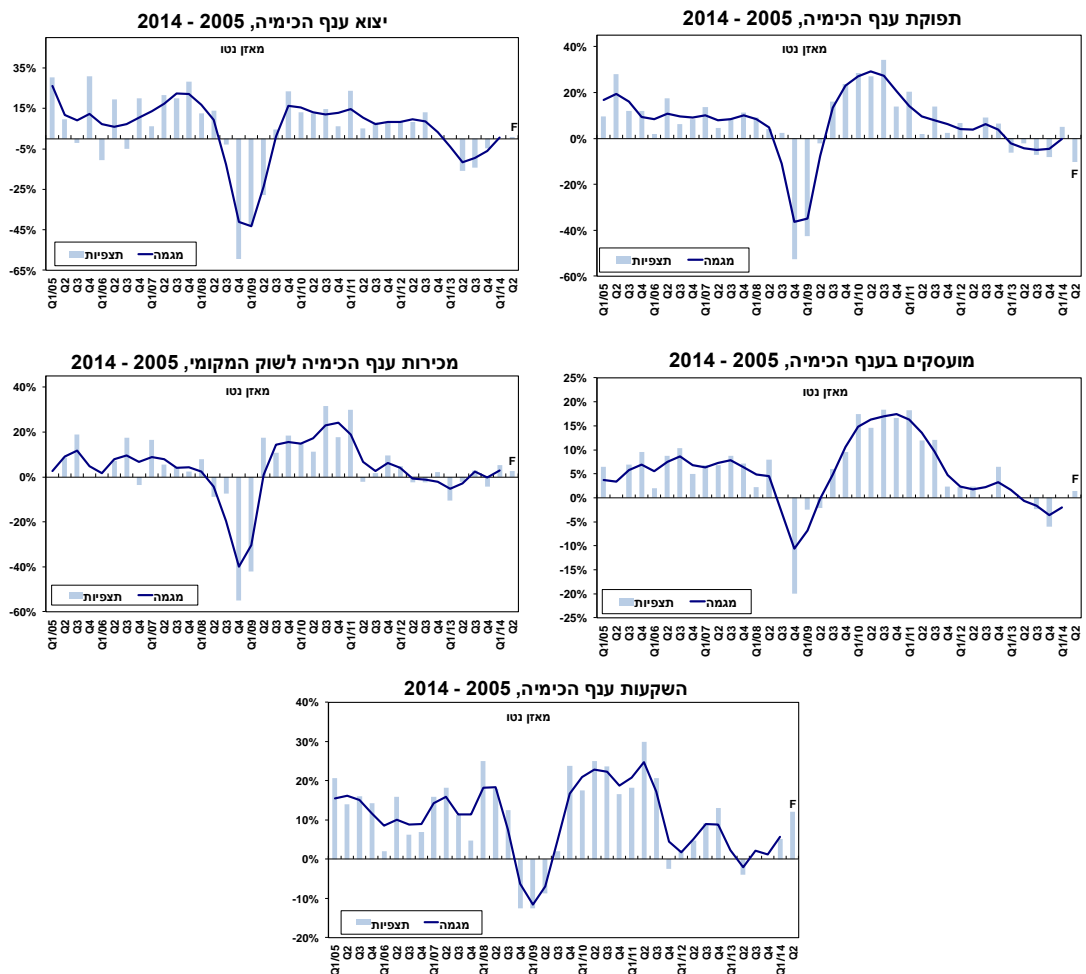 תפוקת ענף הכימיה, 2005 - 2014
מאזן נטו
40%
20%
0%
-20%
-40%
-60%
F
תצפיות מגמה
Q1/05 Q2 Q3 Q4 Q1/06 Q2 Q3 Q4 Q1/07 Q2 Q3 Q4 Q1/08 Q2 Q3 Q4 Q1/09 Q2 Q3 Q4 Q1/10 Q2 Q3 Q4 Q1/11 Q2 Q3 Q4 Q1/12 Q2 Q3 Q4 Q1/13 Q2 Q3 Q4 Q1/14 Q2
יצוא ענף הכימיה, 2005 - 2014
מאזן נטו
35%
15%
-5%
-25%
-45%
-65%
F
תצפיות מגמה
Q1/05 Q2 Q3 Q4 Q1/06 Q2 Q3 Q4 Q1/07 Q2 Q3 Q4 Q1/08 Q2 Q3 Q4 Q1/09 Q2 Q3 Q4 Q1/10 Q2 Q3 Q4 Q1/11 Q2 Q3 Q4 Q1/12 Q2 Q3 Q4 Q1/13 Q2 Q3 Q4 Q1/14 Q2
מועסקים בענף הכימיה, 2005 - 2014
מאזן נטו
25%
20%
15%
10%
5%
0%
-5%
-10%
-15%
-20%
-25%
F
תצפיות מגמה
Q1/05 Q2 Q3 Q4 Q1/06 Q2 Q3 Q4 Q1/07 Q2 Q3 Q4 Q1/08 Q2 Q3 Q4 Q1/09 Q2 Q3 Q4 Q1/10 Q2 Q3 Q4 Q1/11 Q2 Q3 Q4 Q1/12 Q2 Q3 Q4 Q1/13 Q2 Q3 Q4 Q1/14 Q2
מכירות ענף הכימיה לשוק המקומי, 2005 - 2014
מאזן נטו
40%
20%
0%
-20%
-40%
-60%
F
תצפיות מגמה
Q1/05 Q2 Q3 Q4 Q1/06 Q2 Q3 Q4 Q1/07 Q2 Q3 Q4 Q1/08 Q2 Q3 Q4 Q1/09 Q2 Q3 Q4 Q1/10 Q2 Q3 Q4 Q1/11 Q2 Q3 Q4 Q1/12 Q2 Q3 Q4 Q1/13 Q2 Q3 Q4 Q1/14 Q2
השקעות ענף הכימיה, 2005 - 2014
מאזן נטו
40%
30%
20%
10%
0%
-10%
-20%
F
תצפיות מגמה
Q1/05 Q2 Q3 Q4 Q1/06 Q2 Q3 Q4 Q1/07 Q2 Q3 Q4 Q1/08 Q2 Q3 Q4 Q1/09 Q2 Q3 Q4 Q1/10 Q2 Q3 Q4 Q1/11 Q2 Q3 Q4 Q1/12 Q2 Q3 Q4 Q1/13 Q2 Q3 Q4 Q1/14 Q2